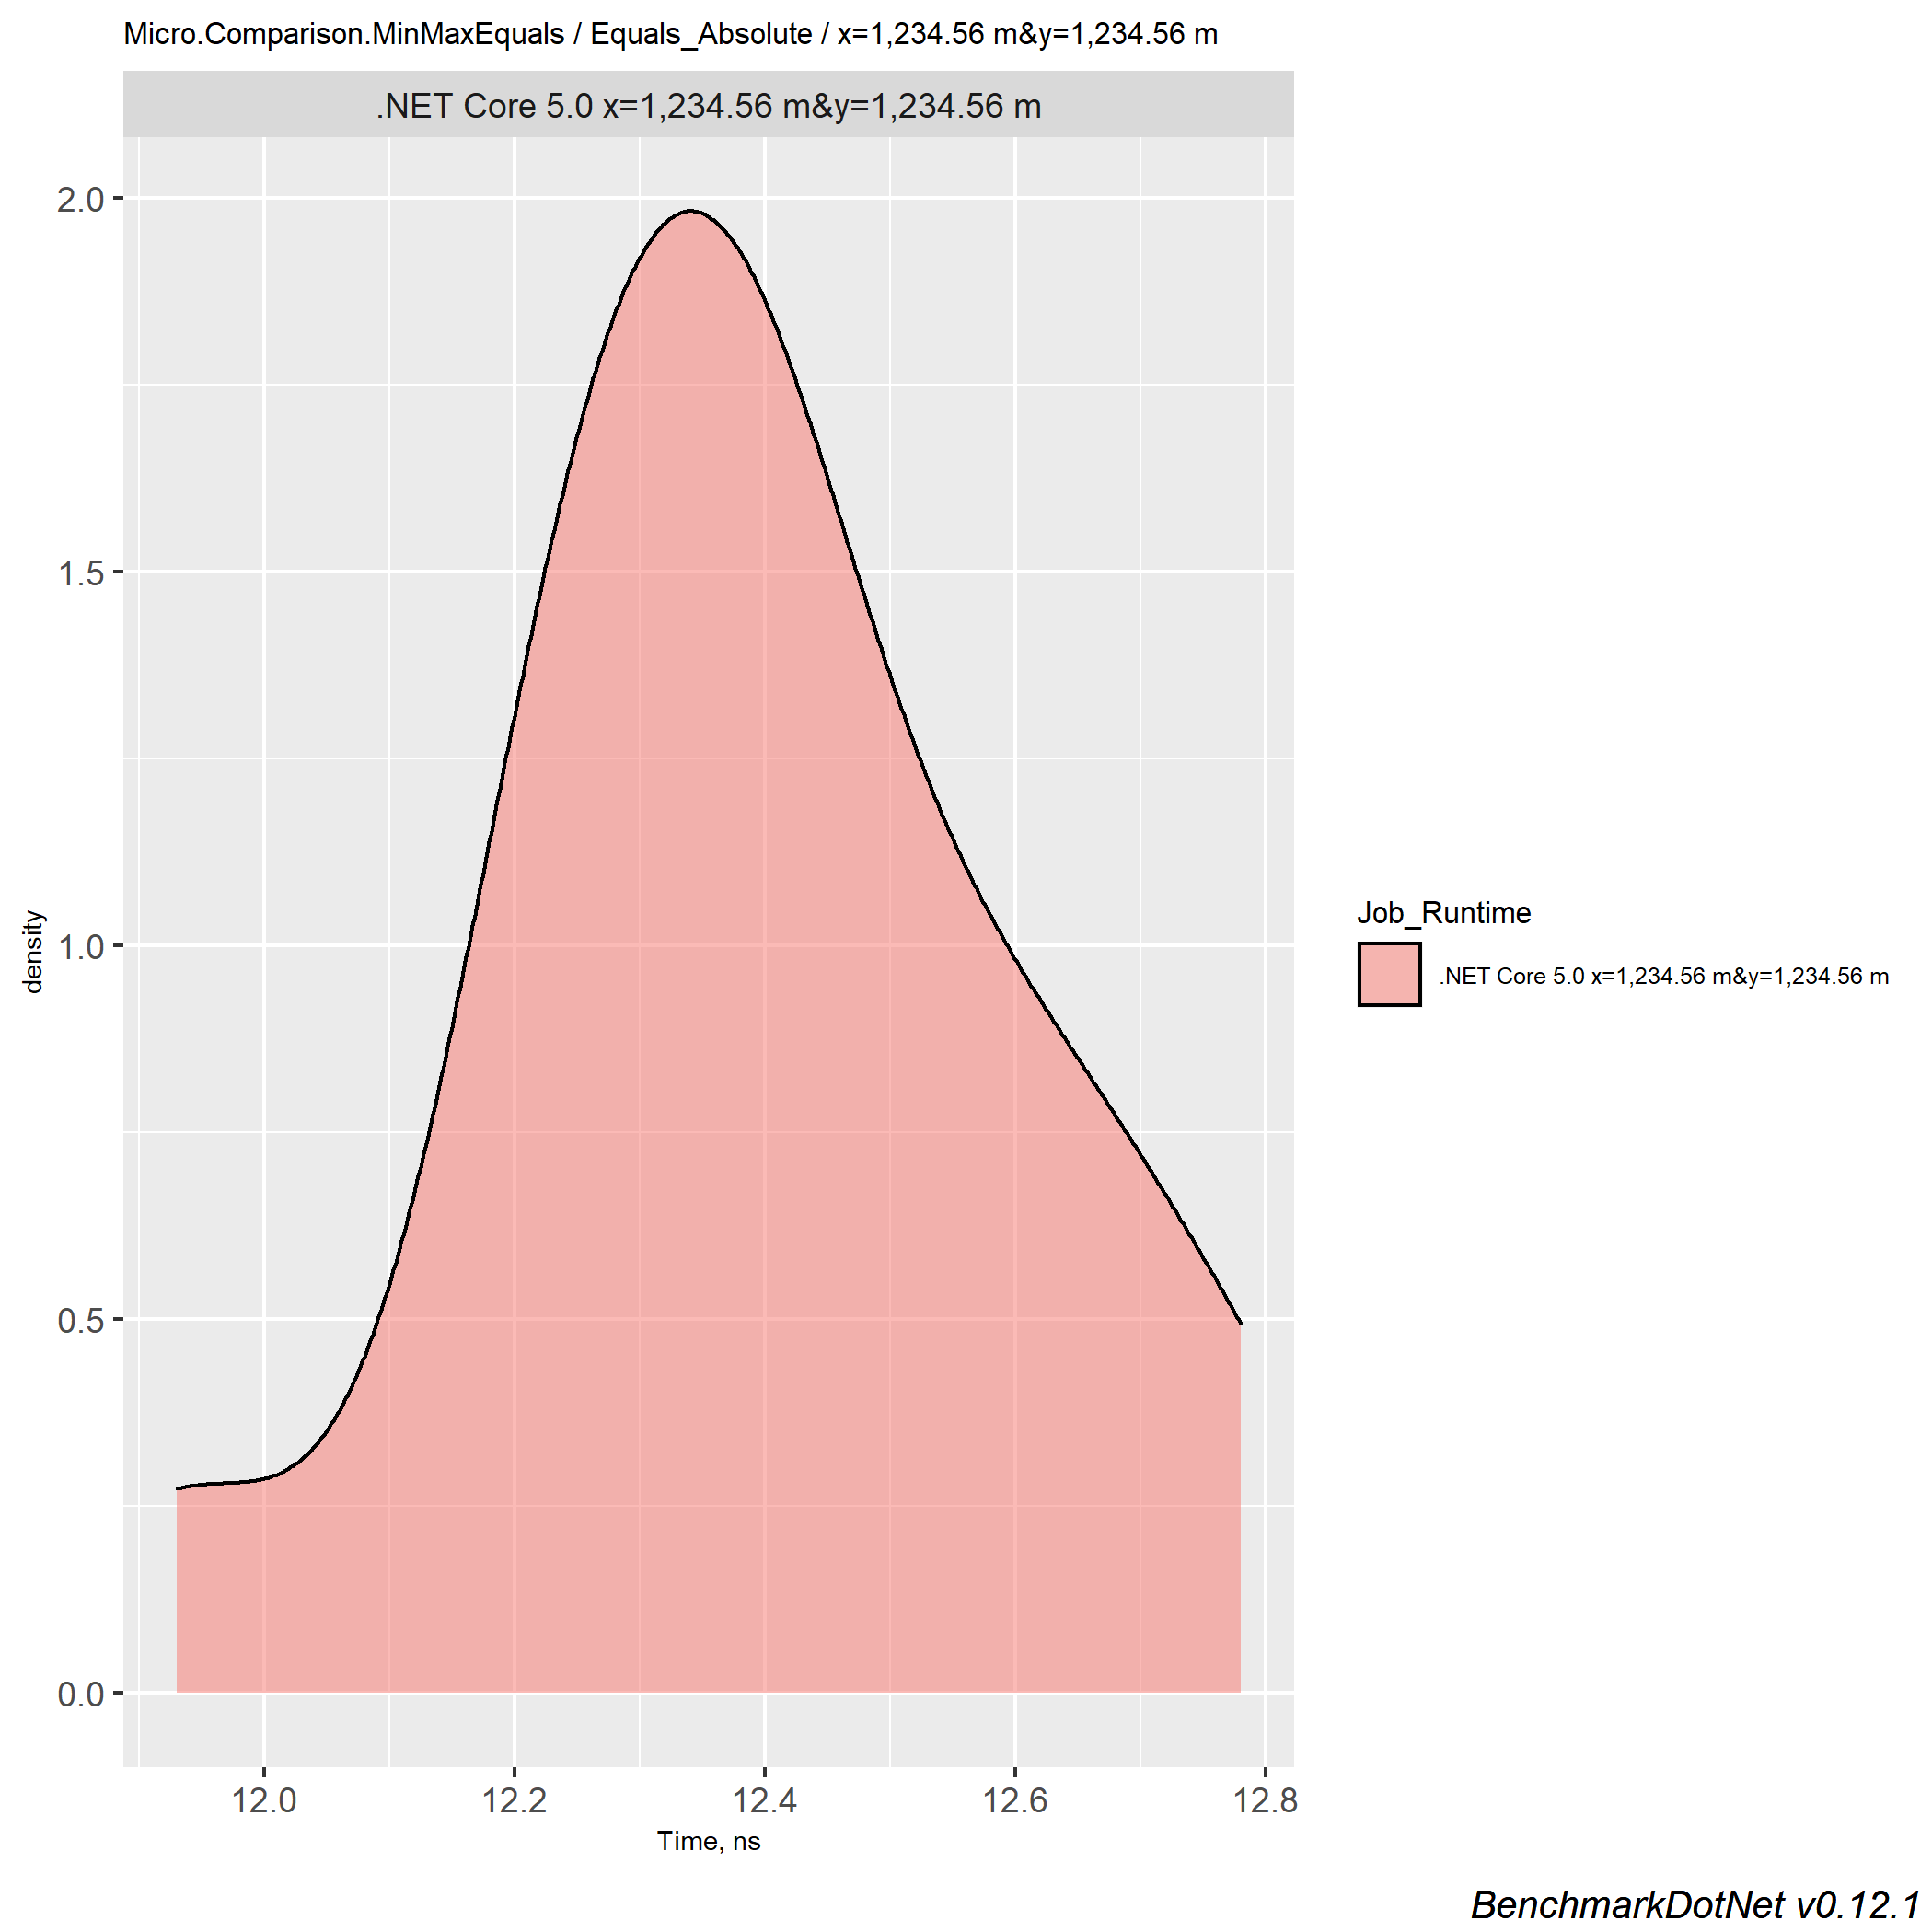 Micro.Comparison.MinMaxEquals / Equals_Absolute / x=1,234.56 m&y=1,234.56 m
.NET Core 5.0 x=1,234.56 m&y=1,234.56 m
2.0
1.5
1.0
0.5
0.0
density
12.0 12.2 12.4 12.6 12.8
Time, ns
Job_Runtime
.NET Core 5.0 x=1,234.56 m&y=1,234.56 m
BenchmarkDotNet v0.12.1